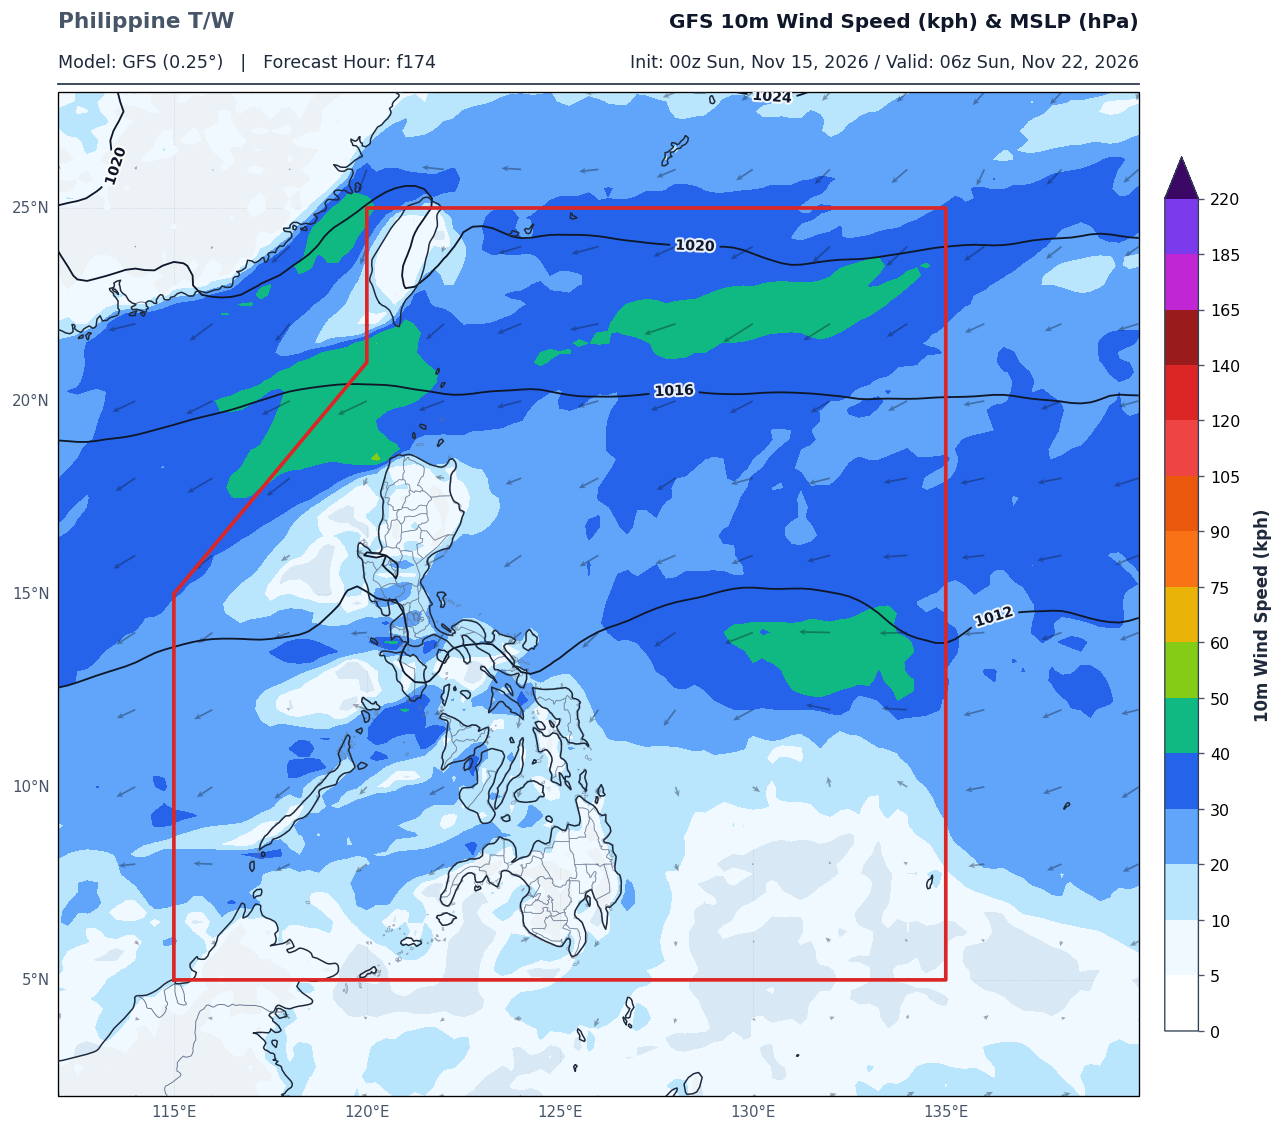 Philippine T/W
GFS 10m Wind Speed (kph) & MSLP (hPa)
Model: GFS (0.25°) | Forecast Hour: f174
Init: 00z Sun, Nov 15, 2026 / Valid: 06z Sun, Nov 22, 2026
1024
1020
1020
1016
1012
25°N
20°N
15°N
10°N
5°N
115°E
120°E
125°E
130°E
135°E
220
185
165
140
120
105
90
75
60
50
40
30
20
10
5
0
10m Wind Speed (kph)